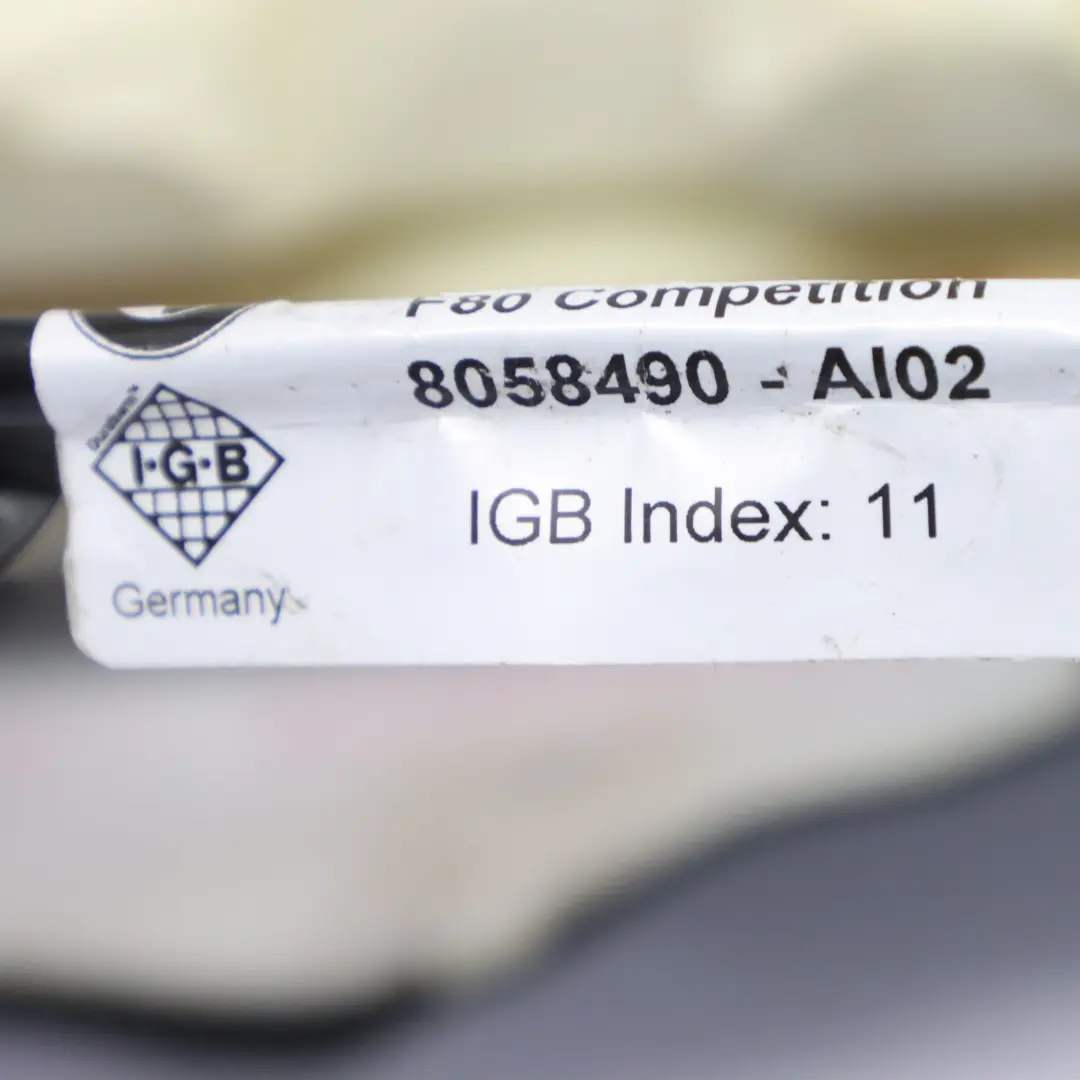 F80 Competition
8058490 - AI02
I·G·B
IGB Index: 11
Germany